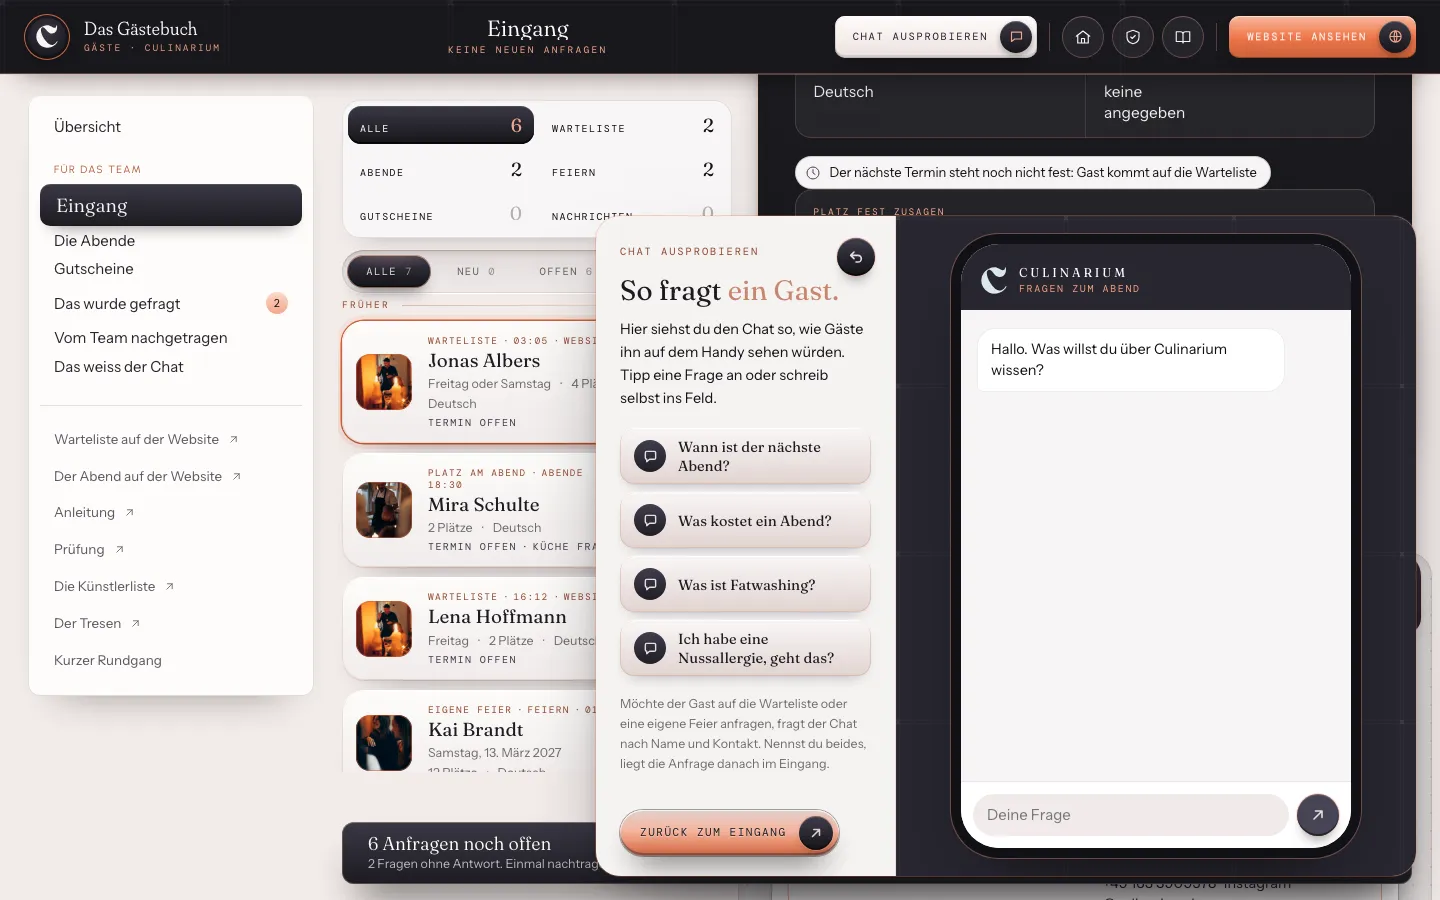 Das Gästebuch
GÄSTE · CULINARIUM
Eingang
KEINE NEUEN ANFRAGEN
CHAT AUSPROBIEREN
WEBSITE ANSEHEN
Übersicht
FÜR DAS TEAM
Eingang
Die Abende
Gutscheine
Das wurde gefragt
2
Vom Team nachgetragen
Das weiss der Chat
Warteliste auf der Website
Der Abend auf der Website
Anleitung
Prüfung
Die Künstlerliste
Der Tresen
Kurzer Rundgang
ALLE 6
WARTELISTE 2
ABENDE 2
FEIERN 2
GUTSCHEINE 0
NACHRICHTEN 0
ALLE 7
NEU 0
OFFEN 6
FRÜHER
WARTELISTE · 03:05 ·
Jonas Albers
Freitag oder Samstag ·
Deutsch
TERMIN OFFEN
PLATZ AM ABEND · ABENDE
18:30
Mira Schulte
2 Plätze · Deutsch
TERMIN OFFEN · KÜCHE
WARTELISTE · 16:12 ·
Lena Hoffmann
Freitag · 2 Plätze ·
TERMIN OFFEN
EIGENE FEIER · FEIERN ·
Kai Brandt
Samstag, 13. März 2027
12 Plätze · Deutsch
6 Anfragen noch offen
2 Fragen ohne Antwort. Einmal
Deutsch
keine
angegeben
Der nächste Termin steht noch nicht fest: Gast kommt auf die Warteliste
PLATZ FEST ZUSAGEN
CHAT AUSPROBIEREN
So fragt ein Gast.
Hier siehst du den Chat so, wie Gäste
ihn auf dem Handy sehen würden.
Tipp eine Frage an oder schreib
selbst ins Feld.
Wann ist der nächste
Abend?
Was kostet ein Abend?
Was ist Fatwashing?
Ich habe eine
Nussallergie, geht das?
Möchte der Gast auf die Warteliste oder
eine eigene Feier anfragen, fragt der Chat
nach Name und Kontakt. Nennst du beides,
liegt die Anfrage danach im Eingang.
ZURÜCK ZUM EINGANG
CULINARIUM
FRAGEN ZUM ABEND
Hallo. Was willst du über Culinarium
wissen?
Deine Frage